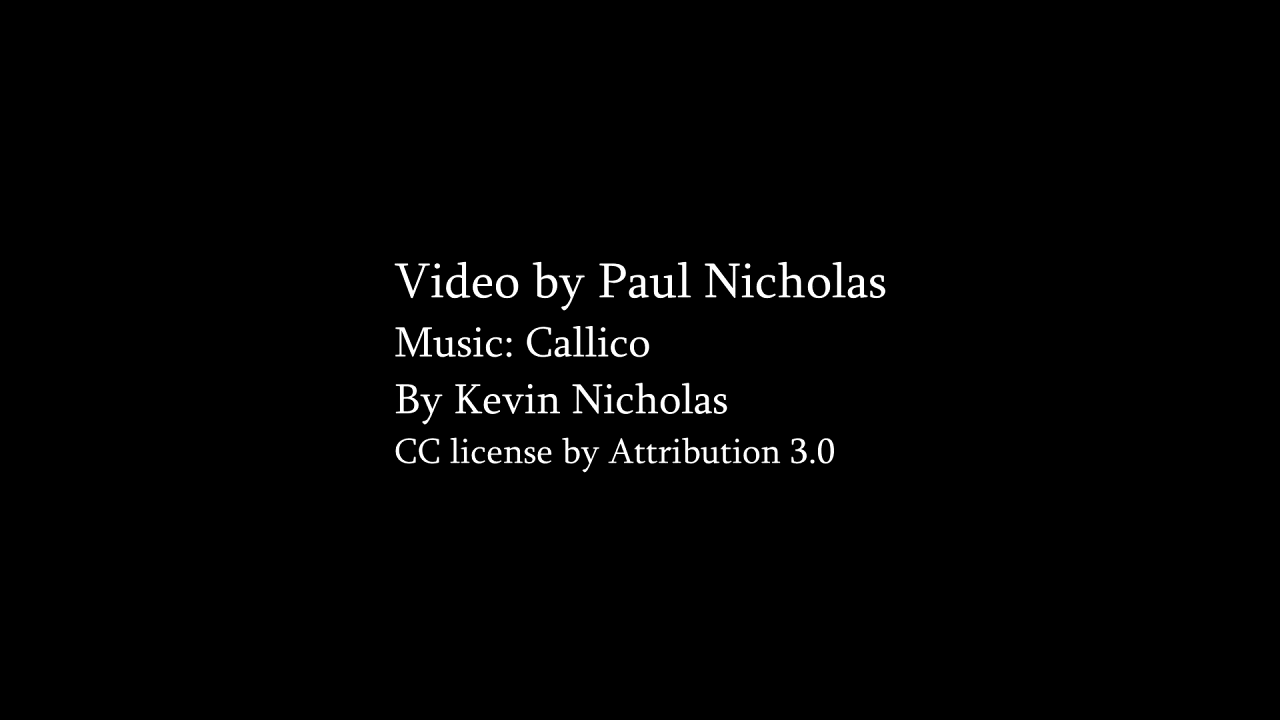 Video by Paul Nicholas
Music: Callico
By Kevin Nicholas
CC license by Attribution 3.0